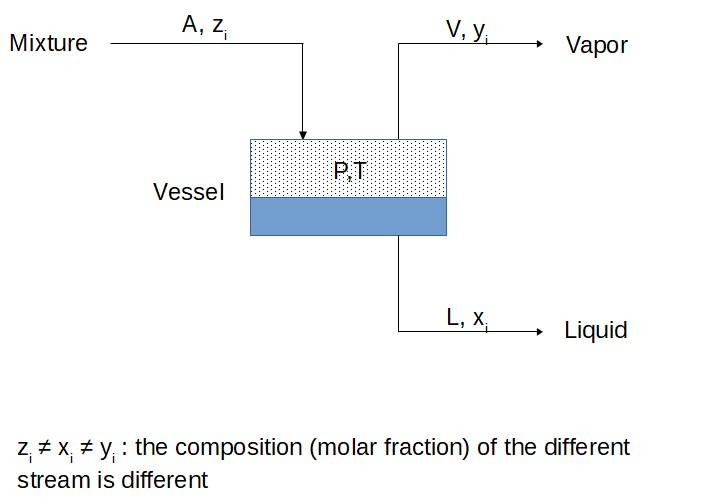 A, zᵢ
V, yᵢ
Mixture
Vapor
P,T
Vessel
L, xᵢ
Liquid
zᵢ ≠ xᵢ ≠ yᵢ : the composition (molar fraction) of the different
stream is different